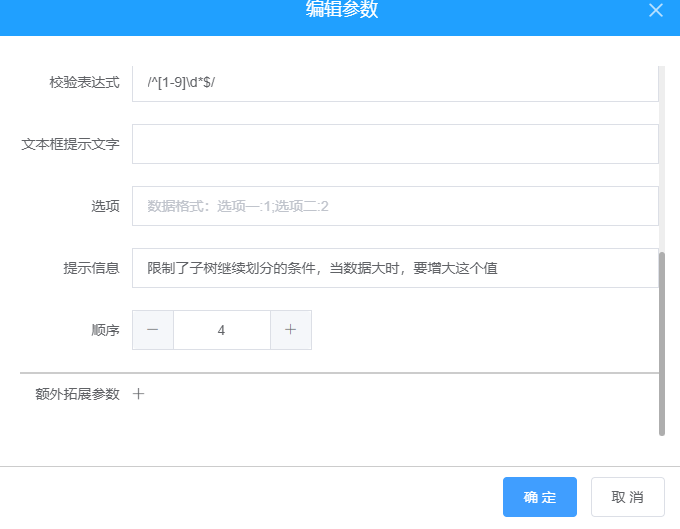 编辑参数
校验表达式 /^[1-9]\d*$/
文本框提示文字
选项 数据格式：选项一:1;选项二:2
提示信息 限制了子树继续划分的条件，当数据大时，要增大这个值
顺序 4
额外拓展参数
确 定 取 消